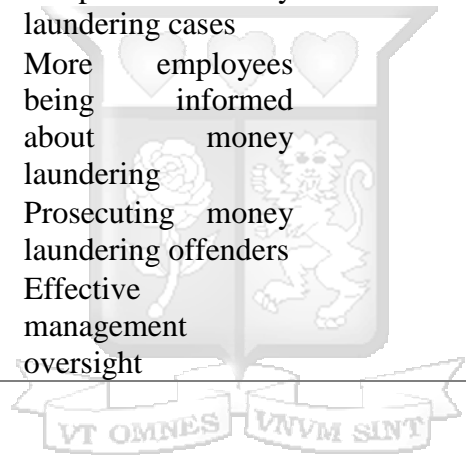 laundering cases
More employees
being informed
about money
laundering
Prosecuting money
laundering offenders
Effective
management
oversight
VT OMNES VNVM SINT